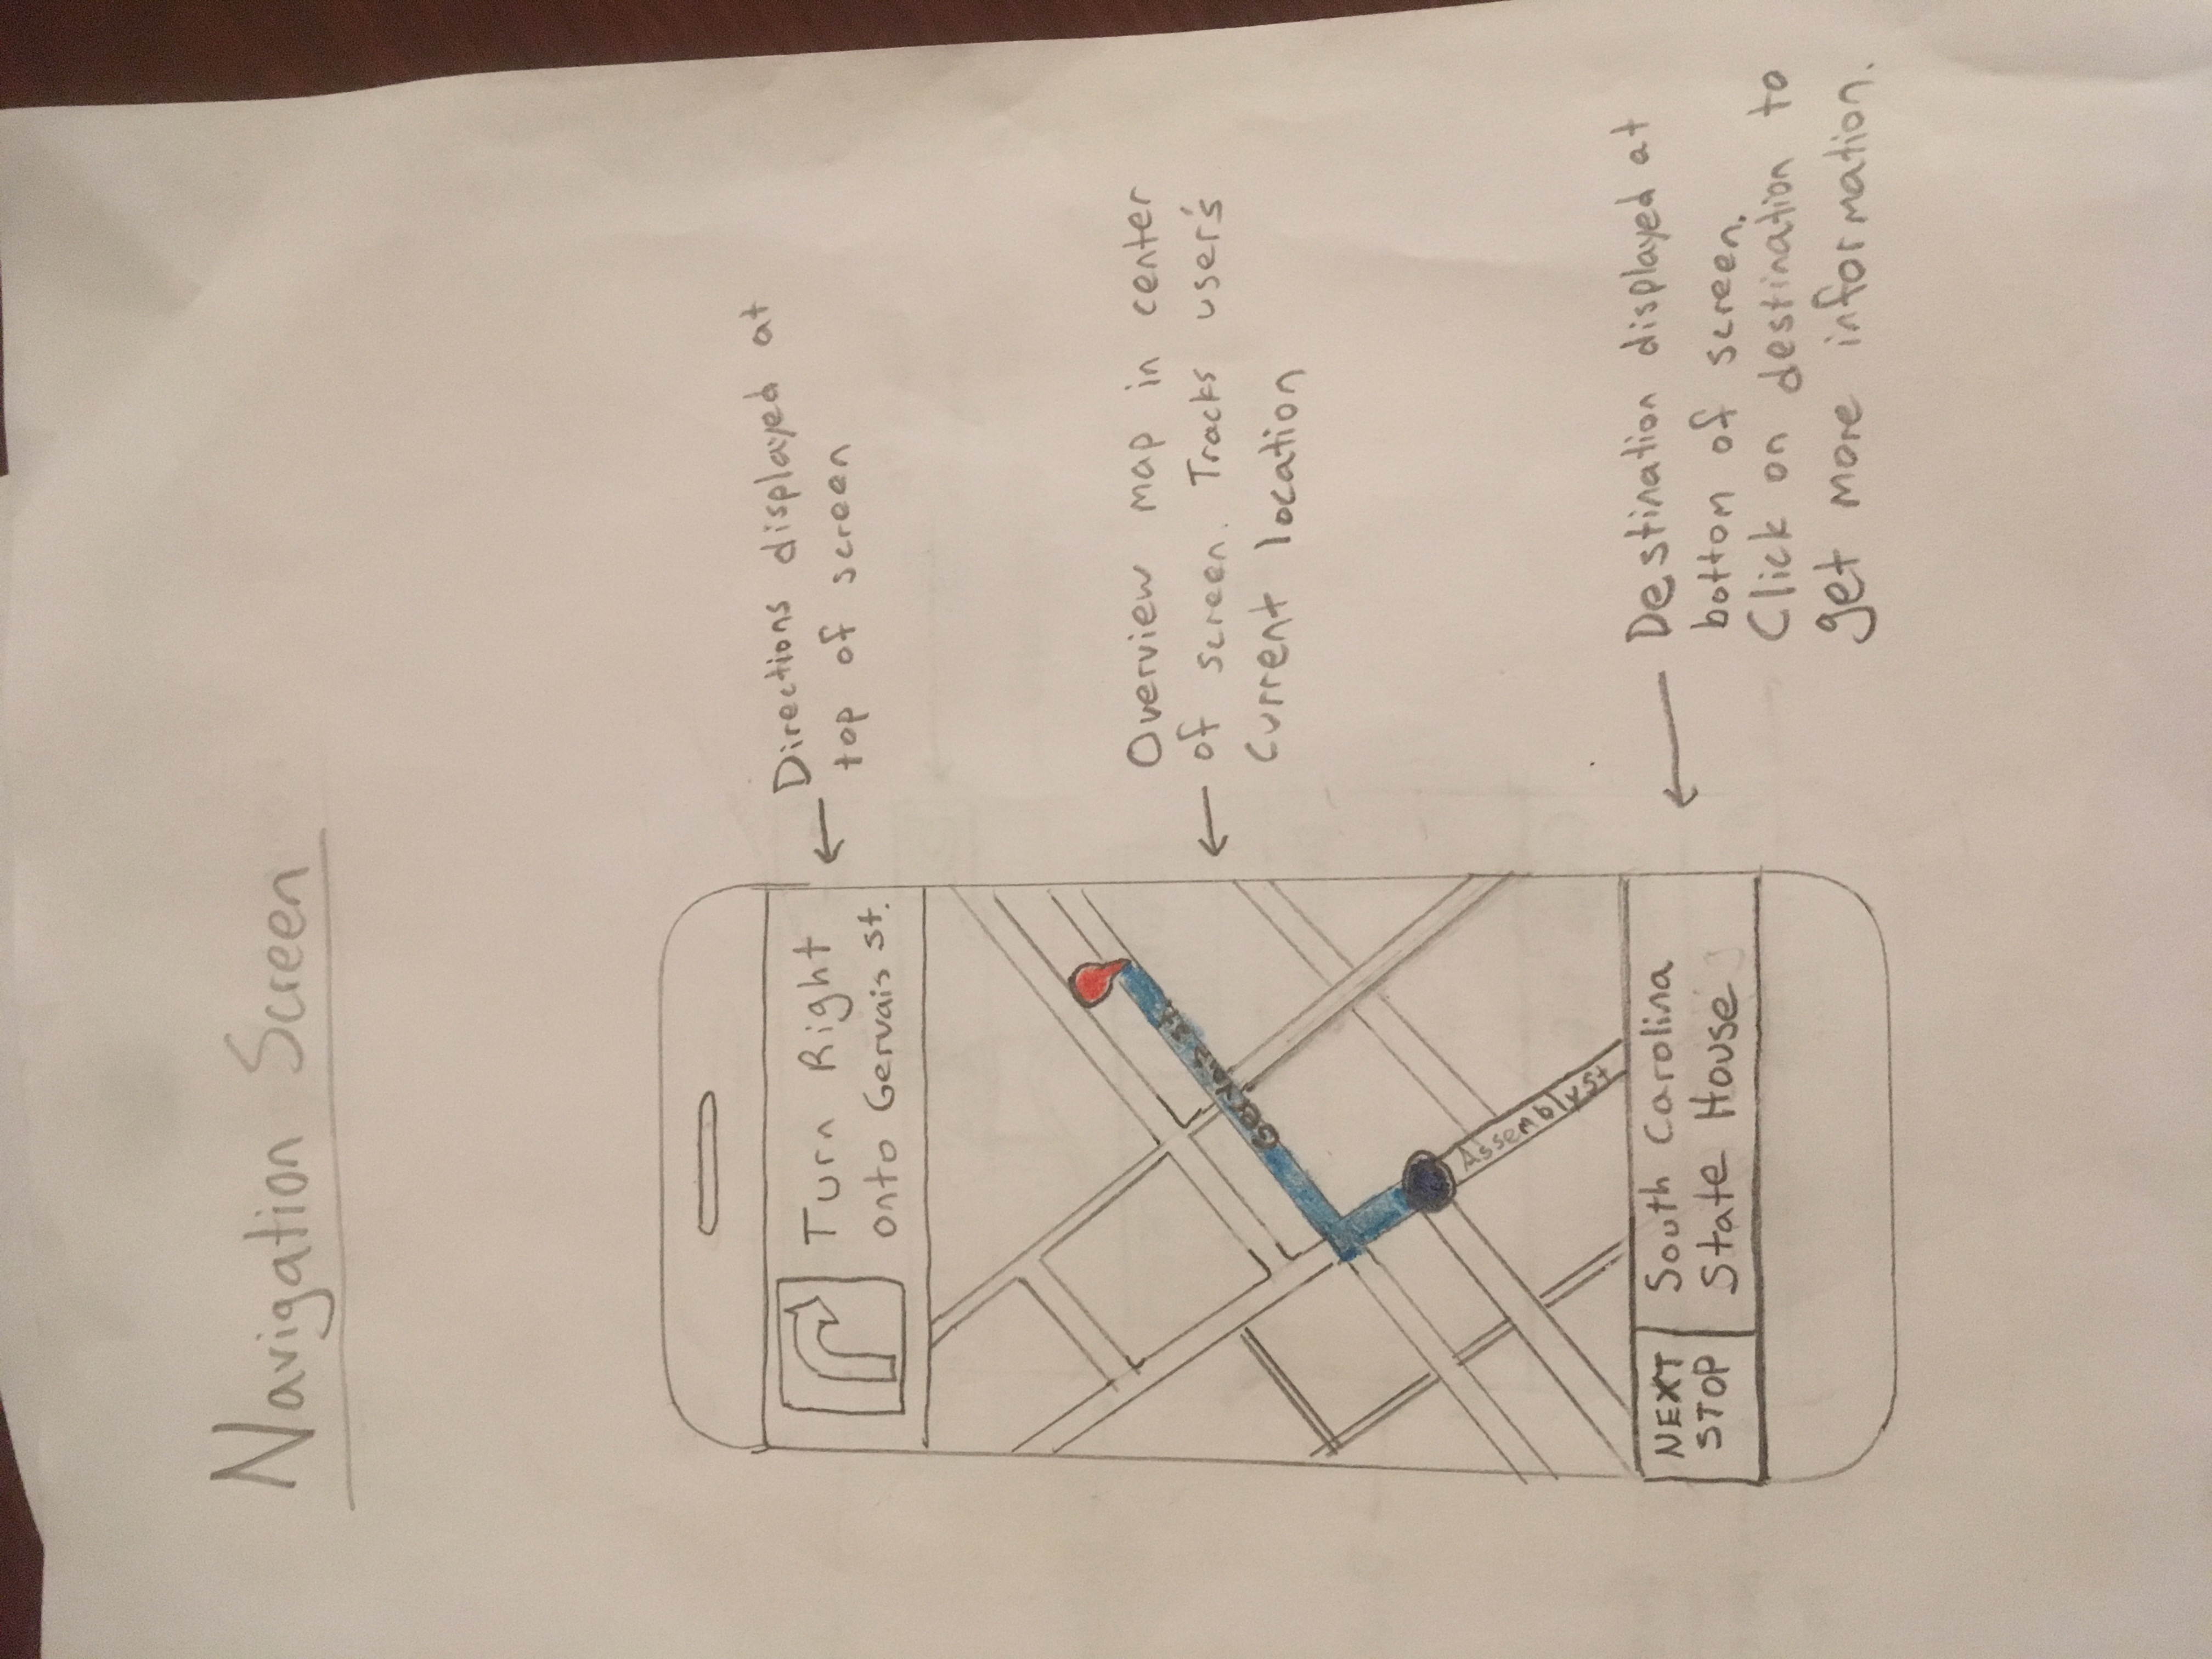 Navigation Screen
Turn Right
onto Gervais st.
Directions displayed at
top of screen
Gervais st.
Overview map in center
of screen. Tracks user's
current location
Assembly st
NEXT
STOP
South Carolina
State House
Destination displayed at
bottom of screen.
Click on destination to
get more information.